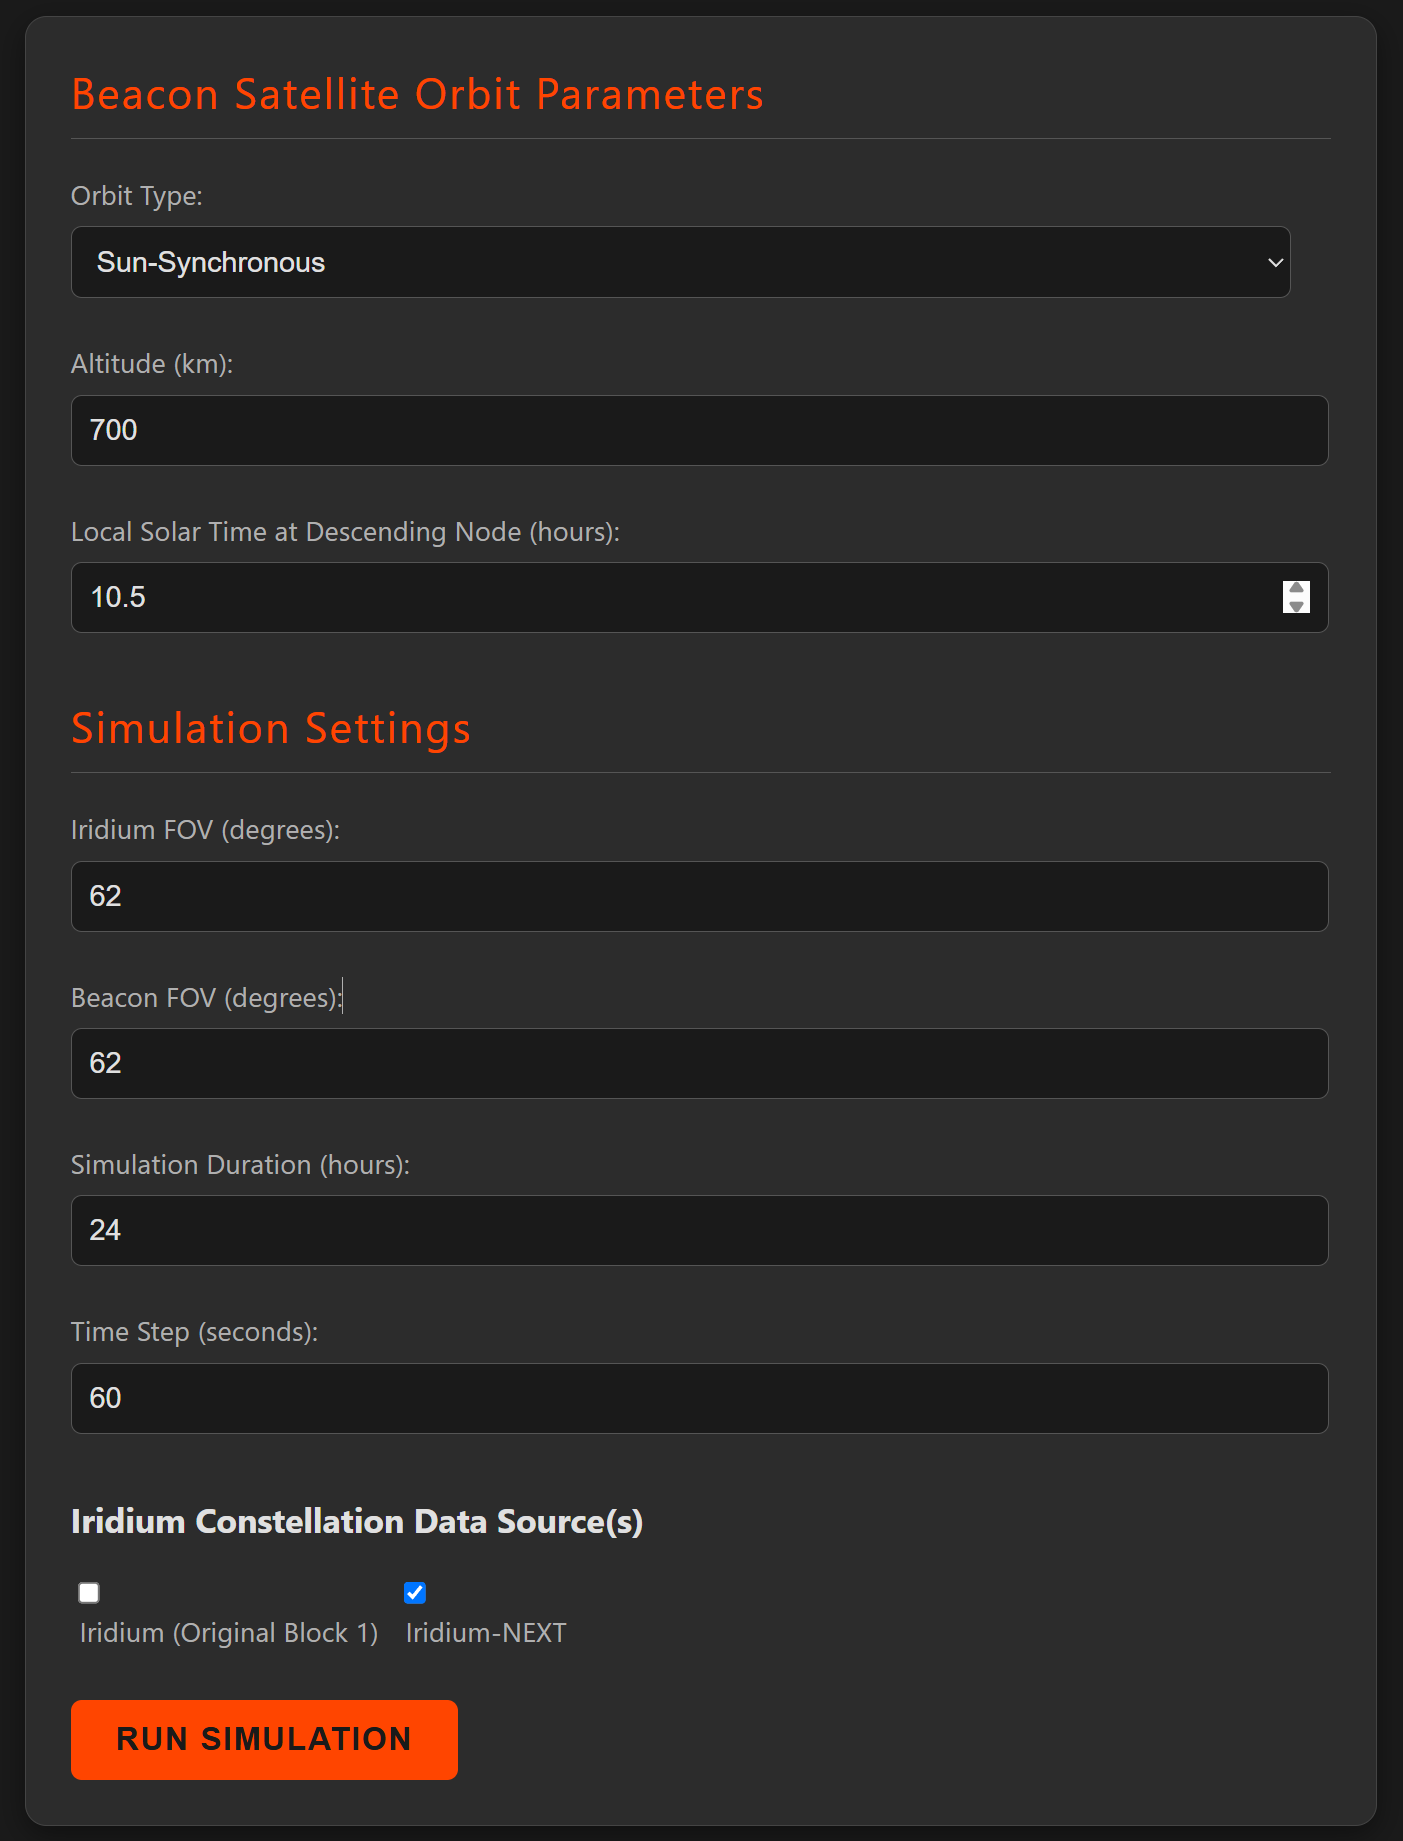 Beacon Satellite Orbit Parameters
Orbit Type:
Sun-Synchronous
Altitude (km):
700
Local Solar Time at Descending Node (hours):
10.5
Simulation Settings
Iridium FOV (degrees):
62
Beacon FOV (degrees):
62
Simulation Duration (hours):
24
Time Step (seconds):
60
Iridium Constellation Data Source(s)
Iridium (Original Block 1) Iridium-NEXT
RUN SIMULATION